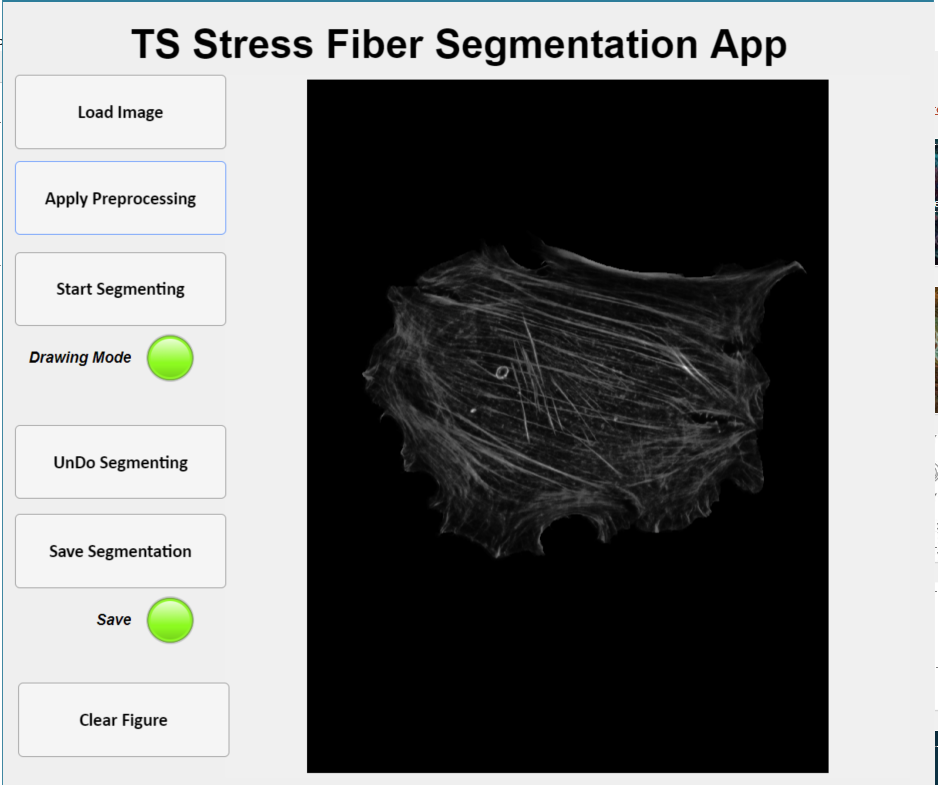 TS Stress Fiber Segmentation App
Load Image
Apply Preprocessing
Start Segmenting
Drawing Mode
UnDo Segmenting
Save Segmentation
Save
Clear Figure